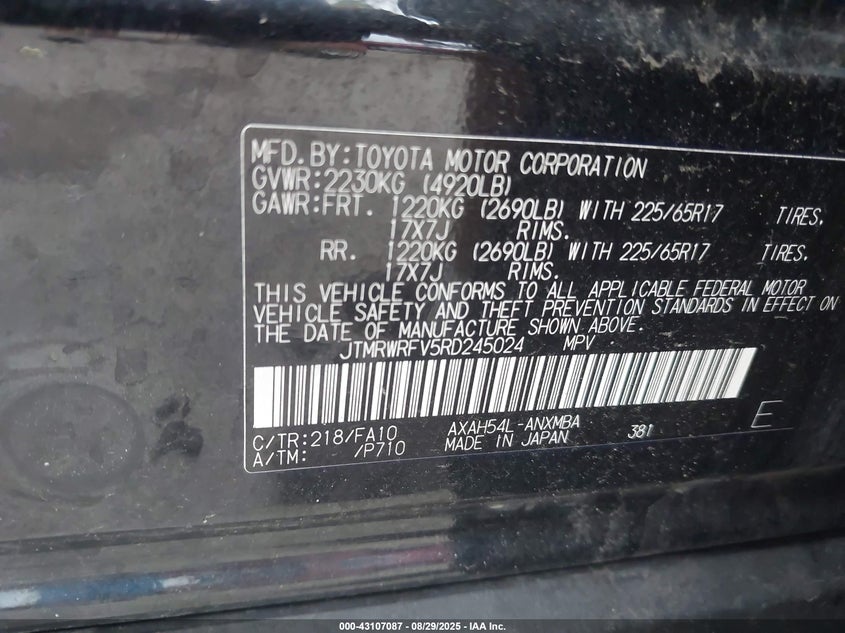 MFD. BY: TOYOTA MOTOR CORPORATION
GVWR: 2230KG (4920LB)
GAWR: FRT. 1220KG (2690LB) WITH 225/65R17 TIRES,
17X7J RIMS.
RR. 1220KG (2690LB) WITH 225/65R17 TIRES,
17X7J RIMS.
THIS VEHICLE CONFORMS TO ALL APPLICABLE FEDERAL MOTOR
VEHICLE SAFETY AND THEFT PREVENTION STANDARDS IN EFFECT ON
THE DATE OF MANUFACTURE SHOWN ABOVE.
JTMRWRFV5RD245024 MPV
C/TR: 218/FA10 AXAH54L-ANXMBA 381 E
A/TM: /P710 MADE IN JAPAN
000-43107087 - 08/29/2025 - IAA Inc.